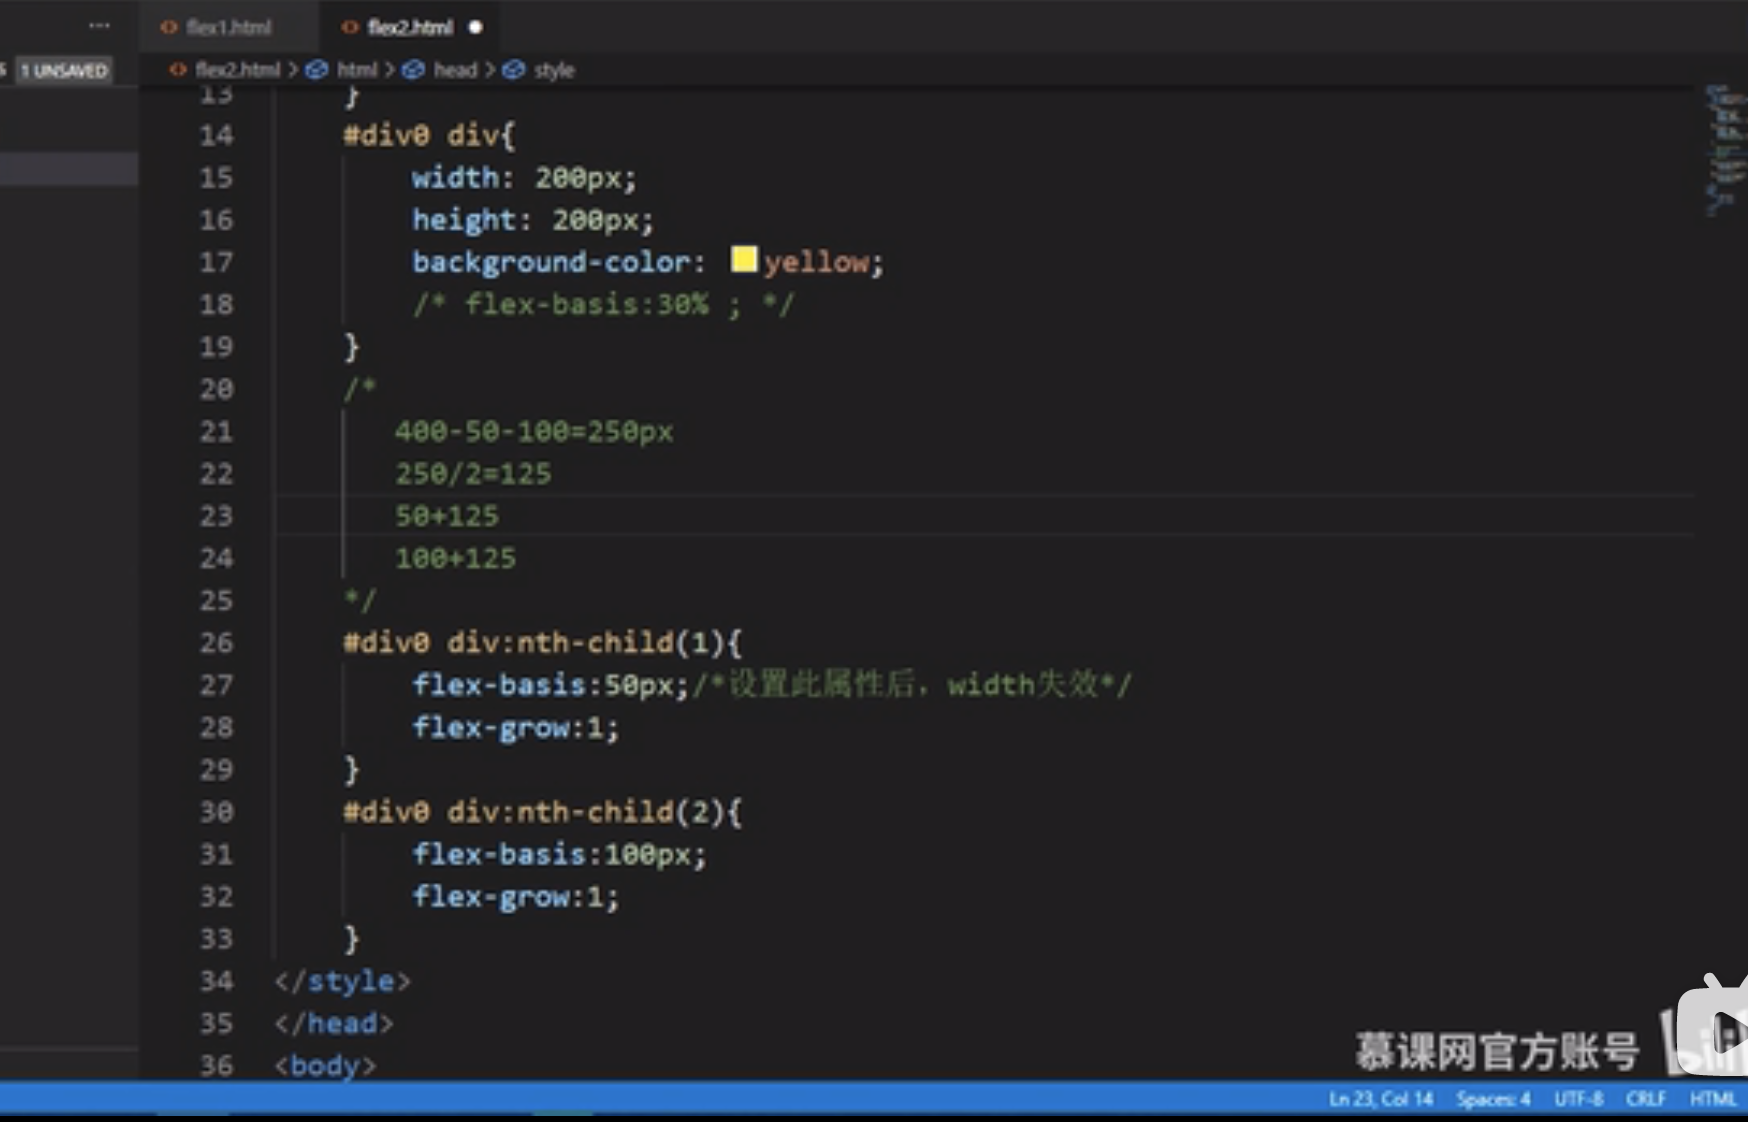 ···
flex1.html
flex2.html ●
1 UNSAVED
flex2.html > html > head > style
13 }
14 #div0 div{
15 width: 200px;
16 height: 200px;
17 background-color: yellow;
18 /* flex-basis:30% ; */
19 }
20 /*
21 400-50-100=250px
22 250/2=125
23 50+125
24 100+125
25 */
26 #div0 div:nth-child(1){
27 flex-basis:50px;/*设置此属性后，width失效*/
28 flex-grow:1;
29 }
30 #div0 div:nth-child(2){
31 flex-basis:100px;
32 flex-grow:1;
33 }
34 </style>
35 </head>
36 <body>
慕课网官方账号
Ln 23, Col 14 Spaces: 4 UTF-8 CRLF HTML